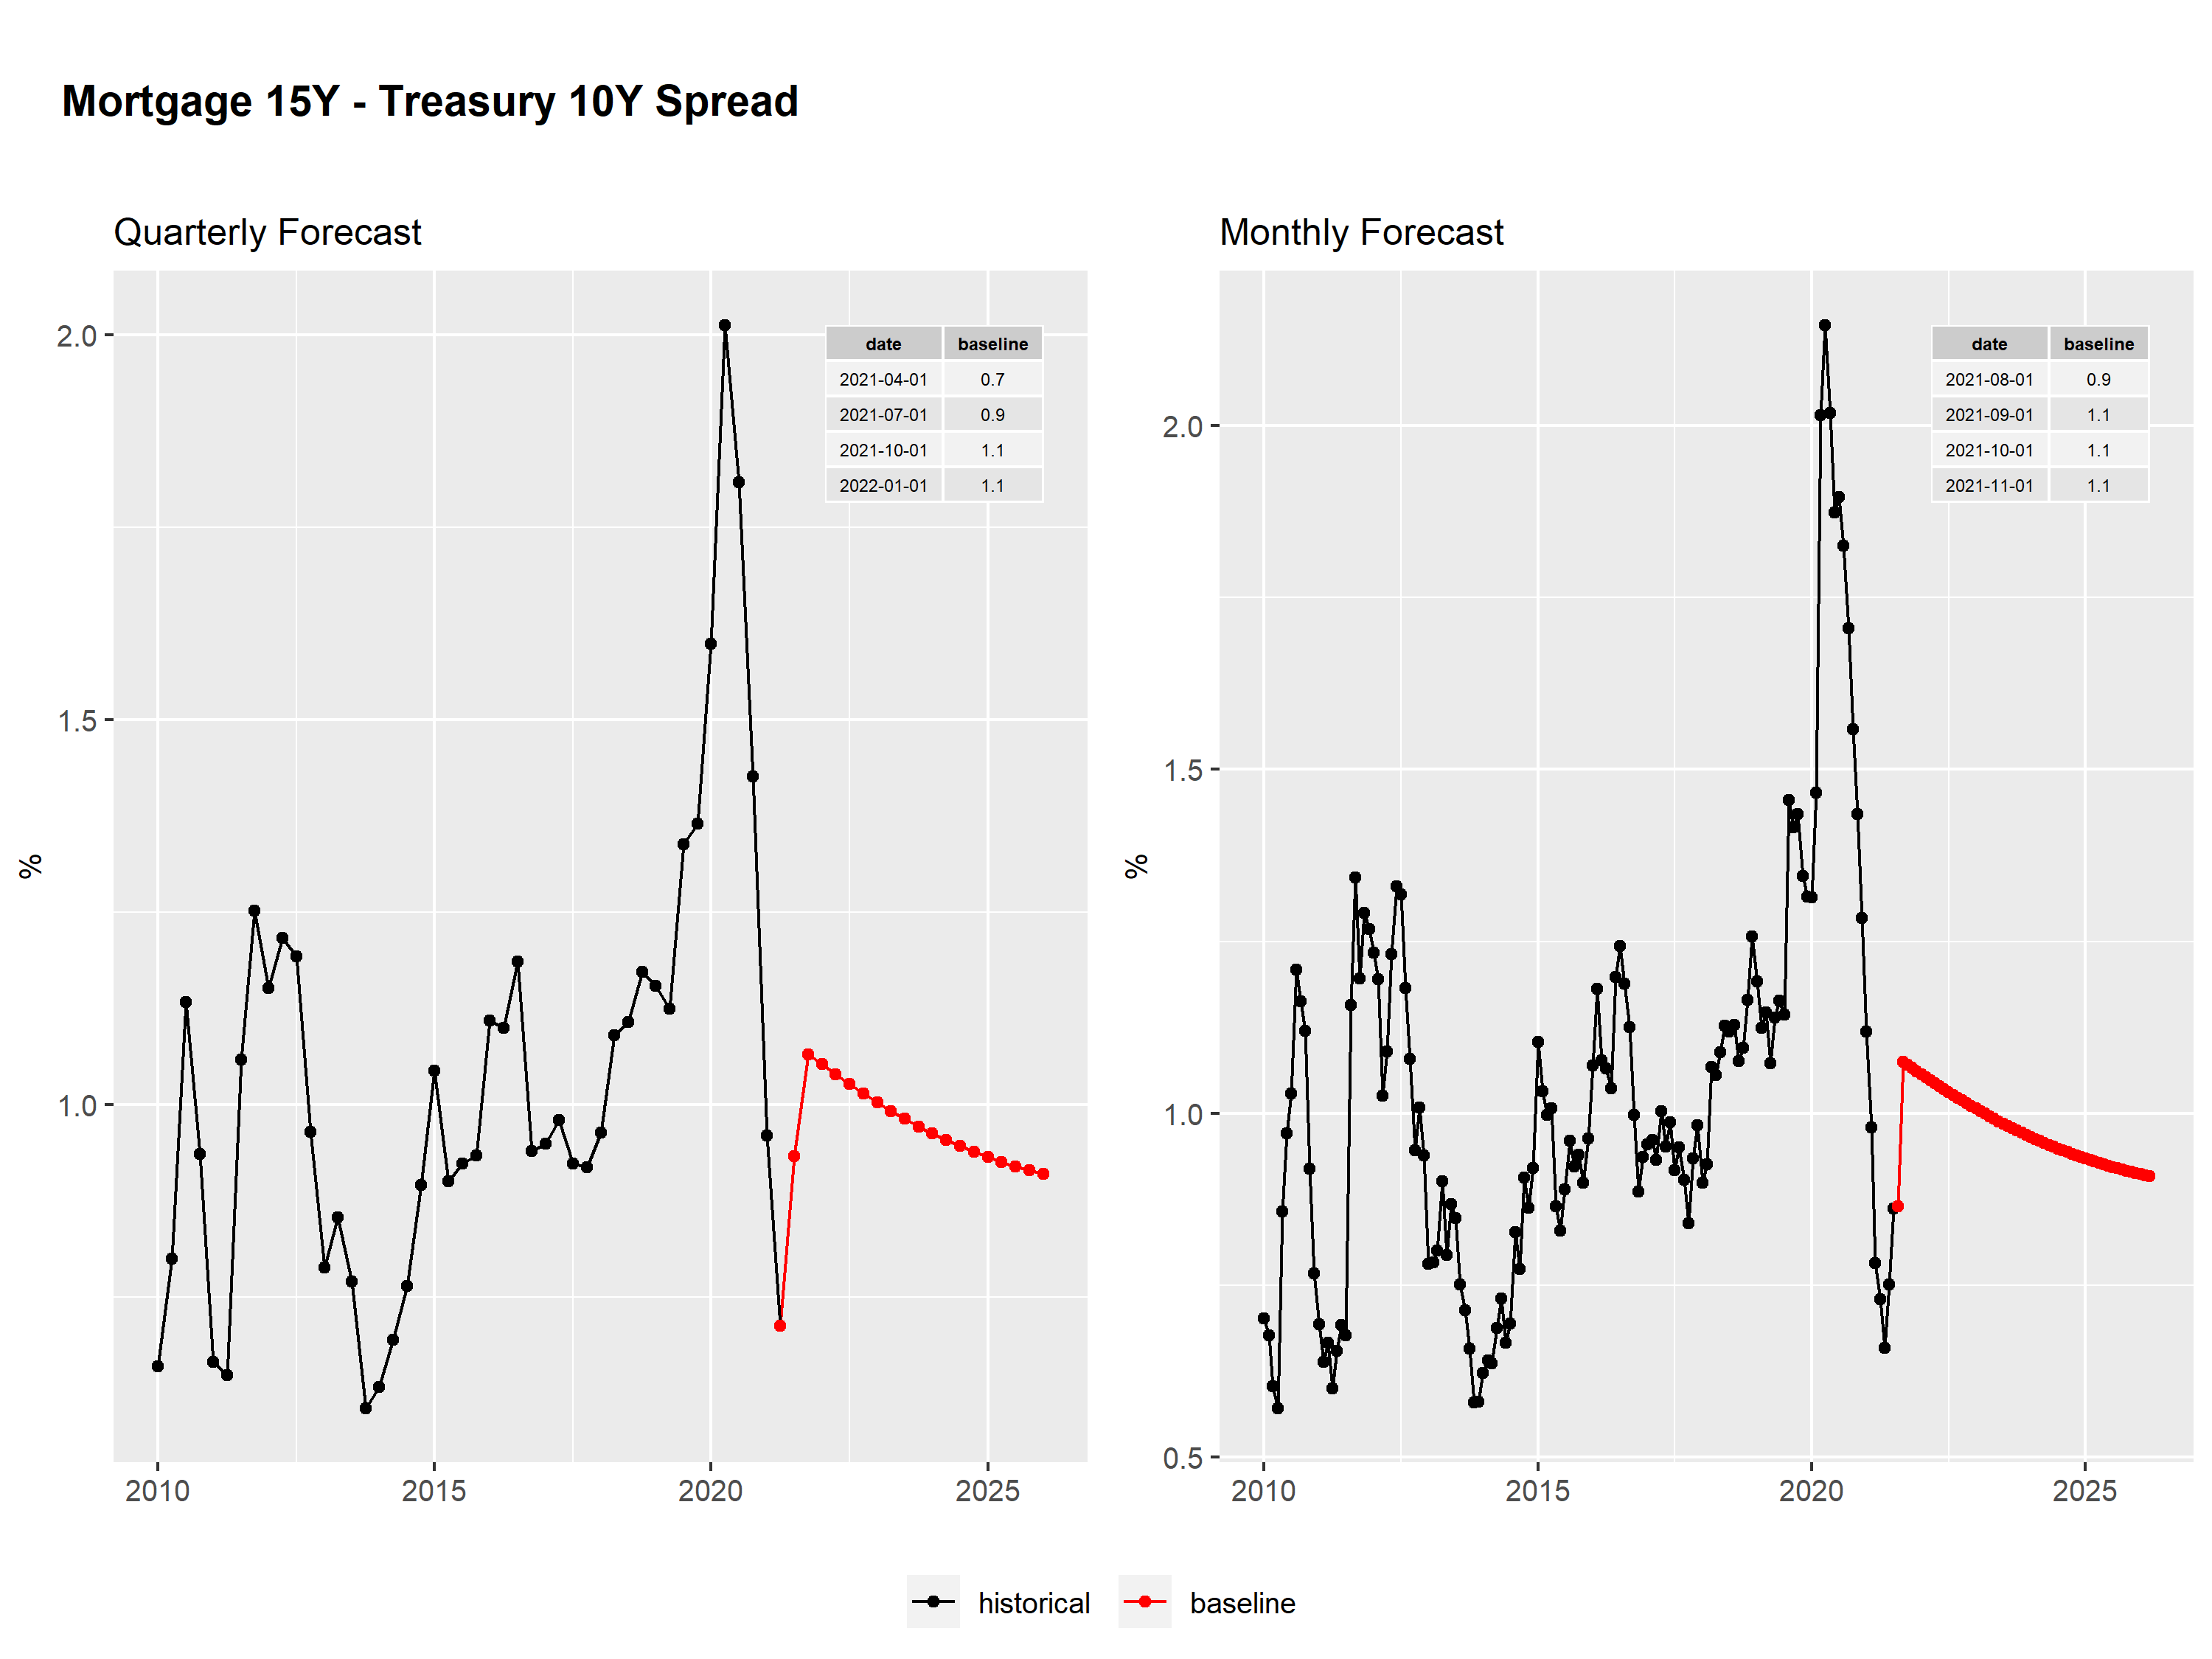 Mortgage 15Y - Treasury 10Y Spread
Quarterly Forecast
2.0
1.5
1.0
%
2010 2015 2020 2025
date baseline
2021-04-01 0.7
2021-07-01 0.9
2021-10-01 1.1
2022-01-01 1.1
Monthly Forecast
2.0
1.5
1.0
0.5
%
2010 2015 2020 2025
date baseline
2021-08-01 0.9
2021-09-01 1.1
2021-10-01 1.1
2021-11-01 1.1
historical baseline